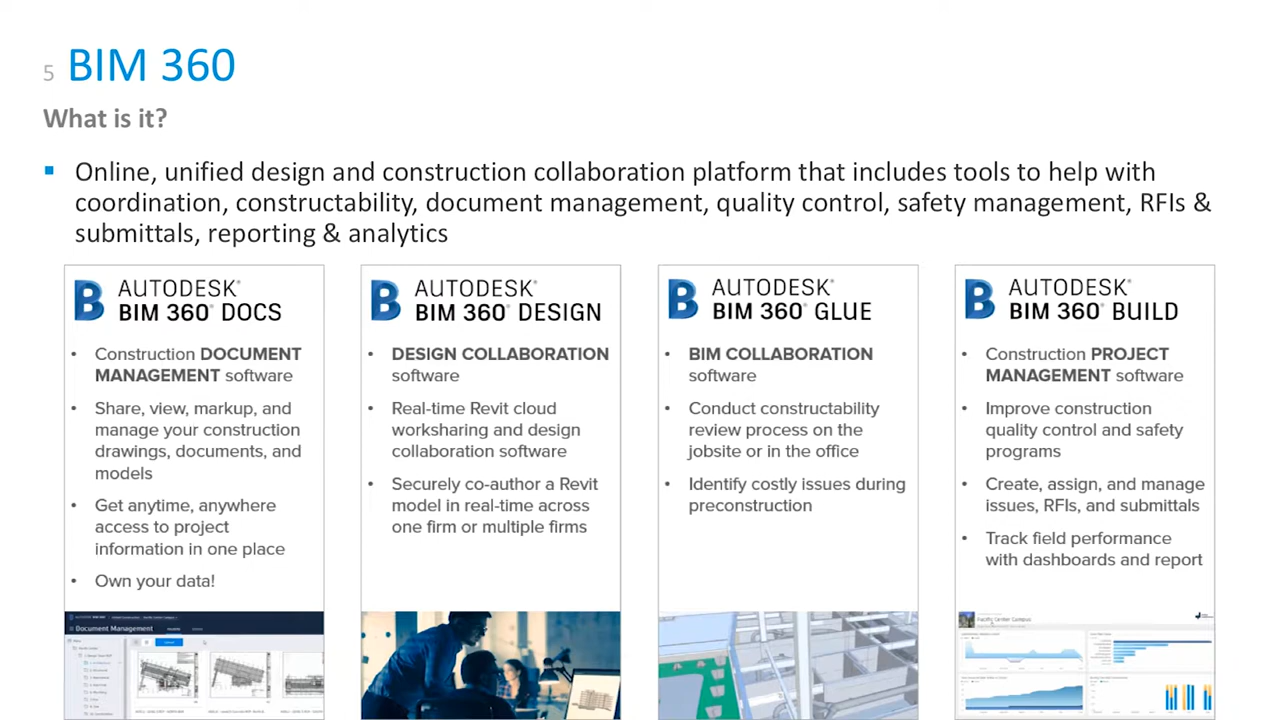 5 BIM 360
What is it?
▪ Online, unified design and construction collaboration platform that includes tools to help with
coordination, constructability, document management, quality control, safety management, RFIs &
submittals, reporting & analytics
AUTODESK®
BIM 360® DOCS
• Construction DOCUMENT
MANAGEMENT software
• Share, view, markup, and
manage your construction
drawings, documents, and
models
• Get anytime, anywhere
access to project
information in one place
• Own your data!
Document Management
AUTODESK®
BIM 360® DESIGN
• DESIGN COLLABORATION
software
• Real-time Revit cloud
worksharing and design
collaboration software
• Securely co-author a Revit
model in real-time across
one firm or multiple firms
AUTODESK®
BIM 360® GLUE
• BIM COLLABORATION
software
• Conduct constructability
review process on the
jobsite or in the office
• Identify costly issues during
preconstruction
AUTODESK®
BIM 360® BUILD
• Construction PROJECT
MANAGEMENT software
• Improve construction
quality control and safety
programs
• Create, assign, and manage
issues, RFIs, and submittals
• Track field performance
with dashboards and report
Pacific Center Campus